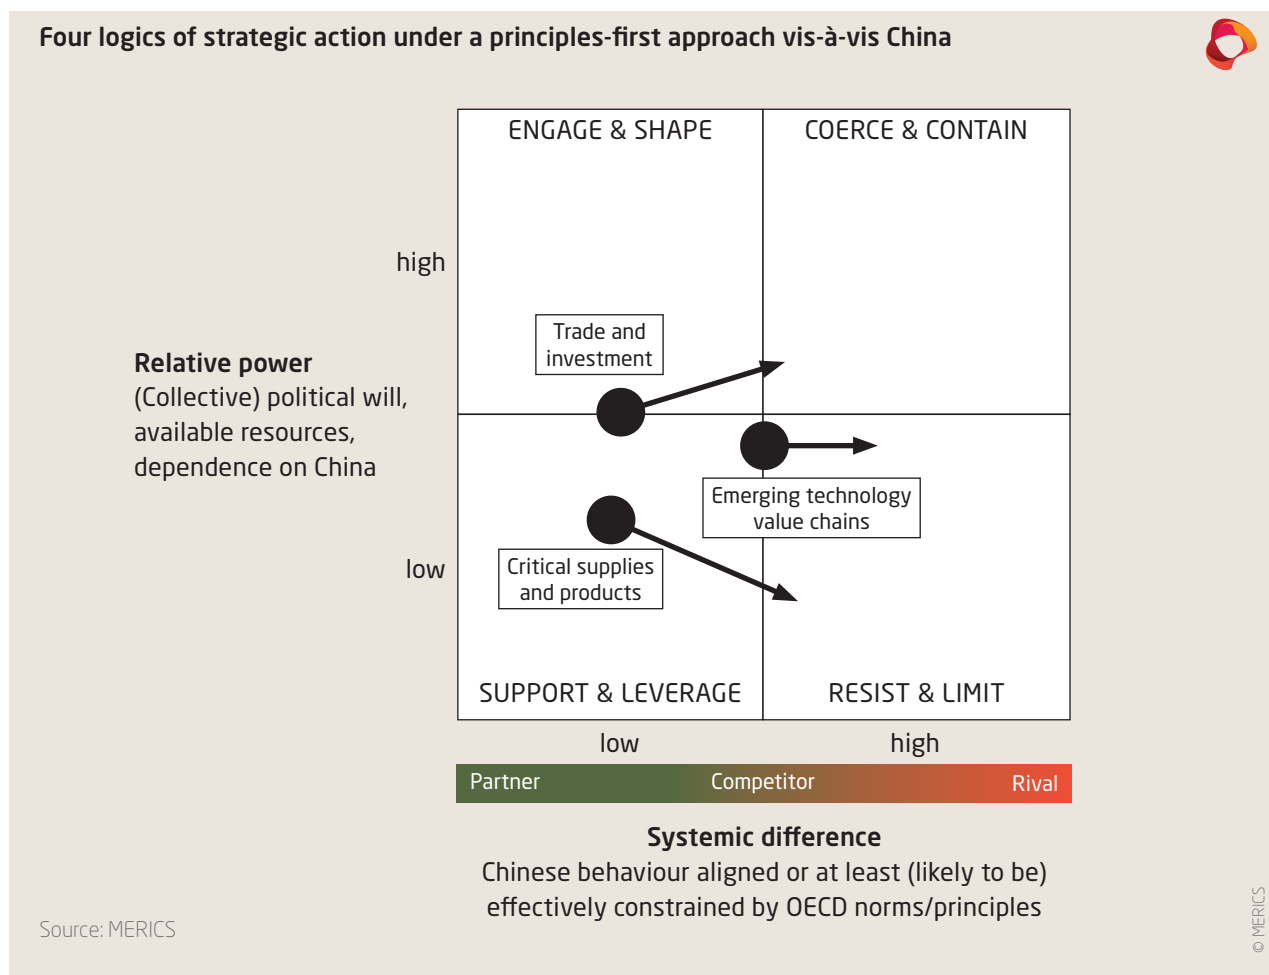 Four logics of strategic action under a principles-first approach vis-à-vis China
ENGAGE & SHAPE
COERCE & CONTAIN
high
Trade and
investment
Relative power
(Collective) political will,
available resources,
dependence on China
Emerging technology
value chains
Critical supplies
and products
low
SUPPORT & LEVERAGE
RESIST & LIMIT
low
high
Partner
Competitor
Rival
Systemic difference
Chinese behaviour aligned or at least (likely to be)
effectively constrained by OECD norms/principles
Source: MERICS
© MERICS